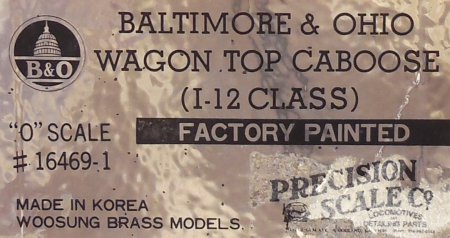 BALTIMORE & OHIO
WAGON TOP CABOOSE
(I-12 CLASS)
B&O
"O" SCALE
FACTORY PAINTED
# 16469-1
PRECISION
SCALE Co
LOCOMOTIVES
DETAILING PARTS
MADE IN KOREA
WOOSUNG BRASS MODELS.